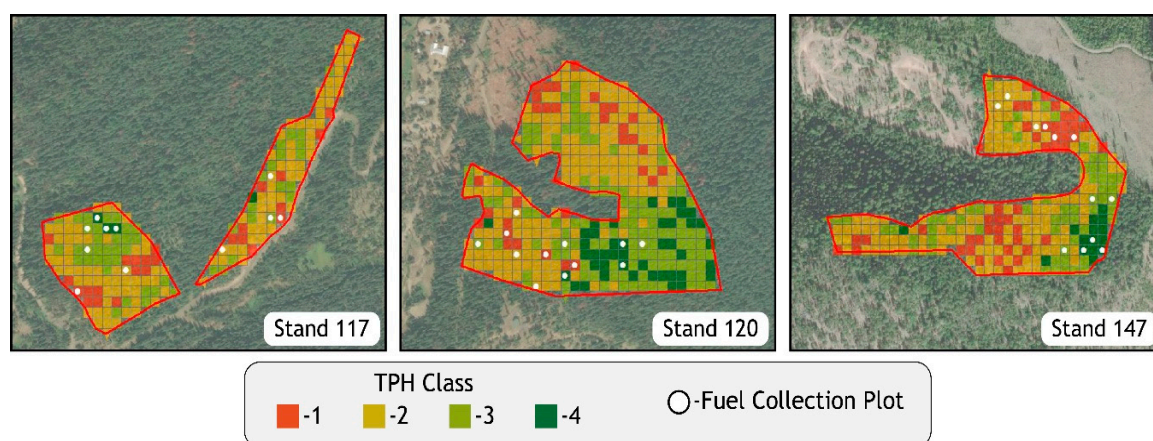 Stand 117
Stand 120
Stand 147
TPH Class
-1 -2 -3 -4
-Fuel Collection Plot